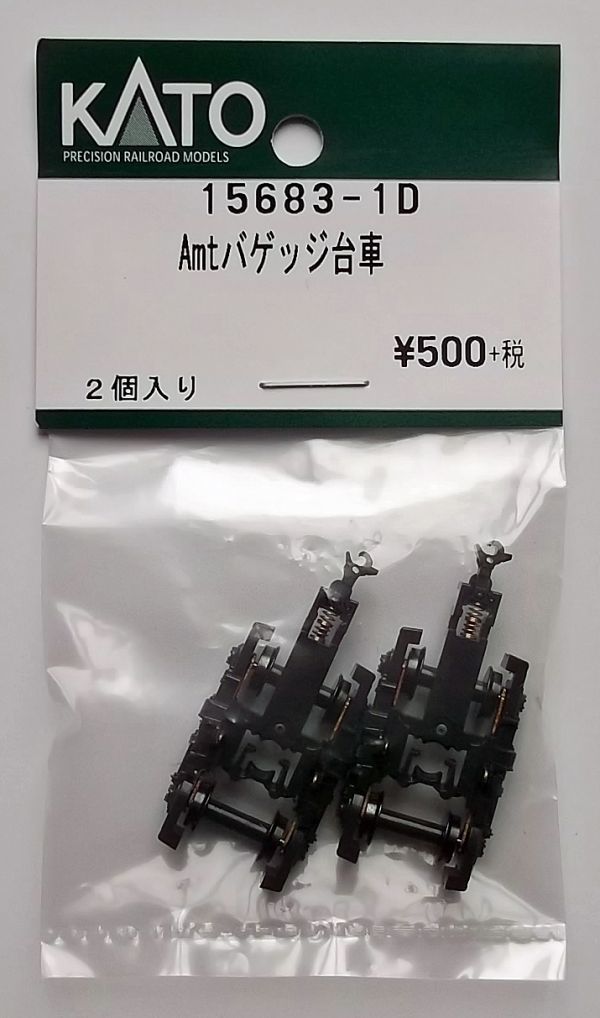 KATO
PRECISION RAILROAD MODELS
15683-1D
Amtバゲッジ台車
¥500+税
2個入り